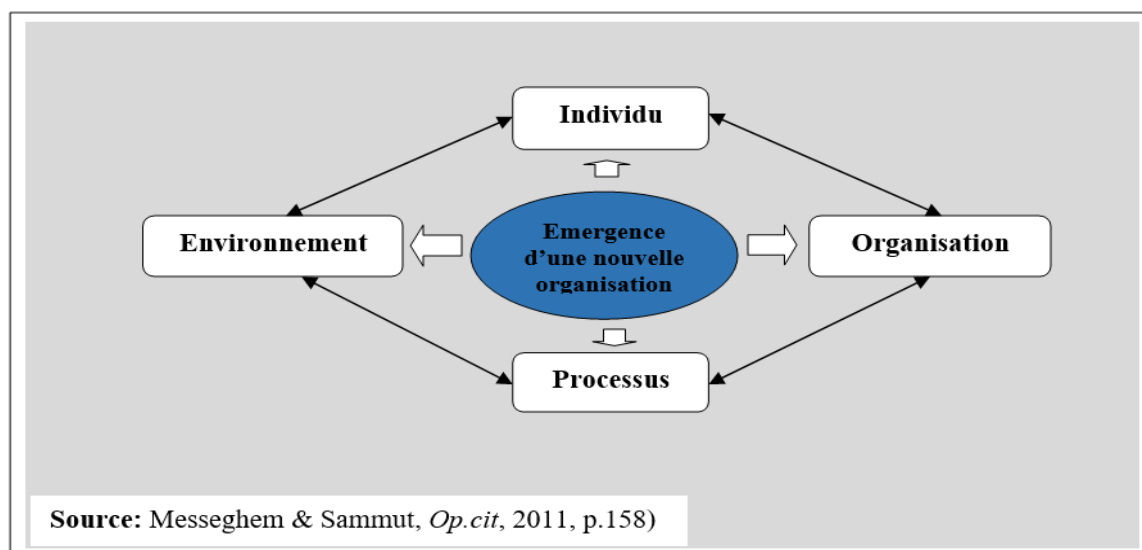 Individu
Environnement
Emergence
d’une nouvelle
organisation
Organisation
Processus
Source: Messeghem & Sammut, Op.cit, 2011, p.158)